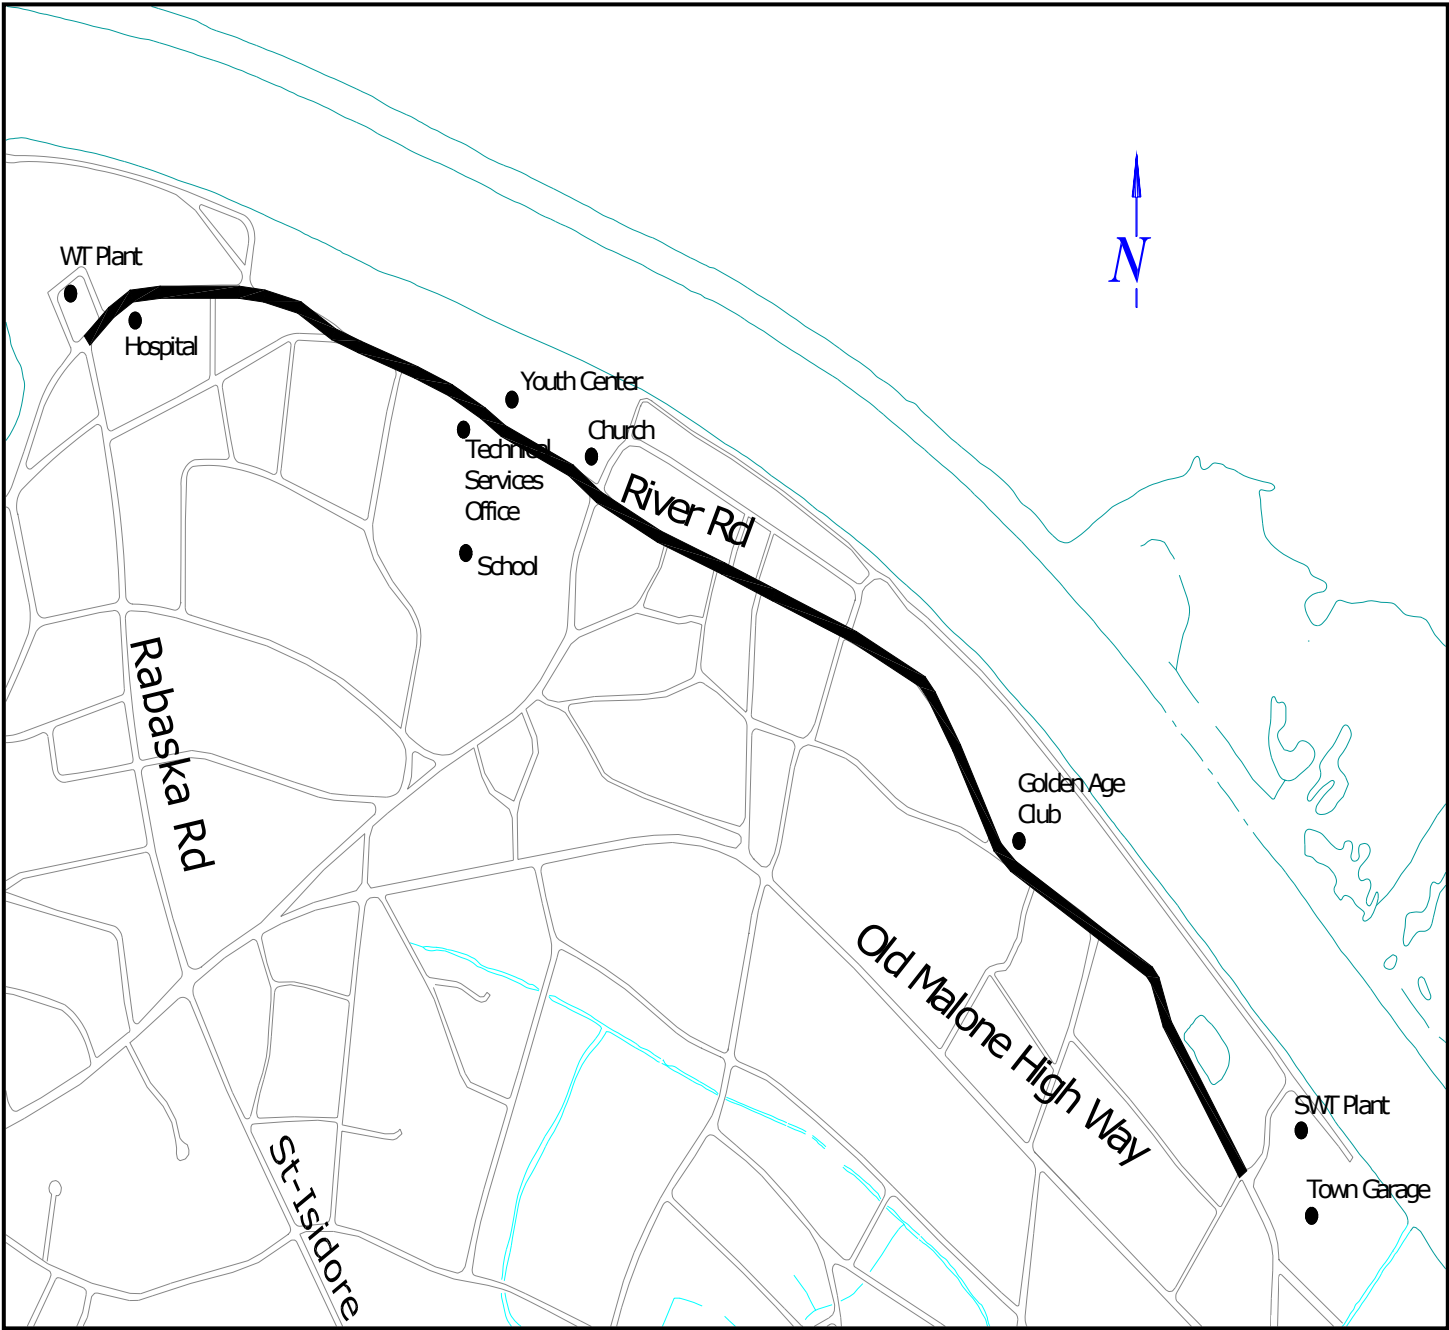 N
WT Plant
Hospital
Youth Center
Church
Technical
Services
Office
River Rd
School
Rabaska Rd
Golden Age
Club
Old Malone High Way
SWT Plant
Town Garage
St-Isidore